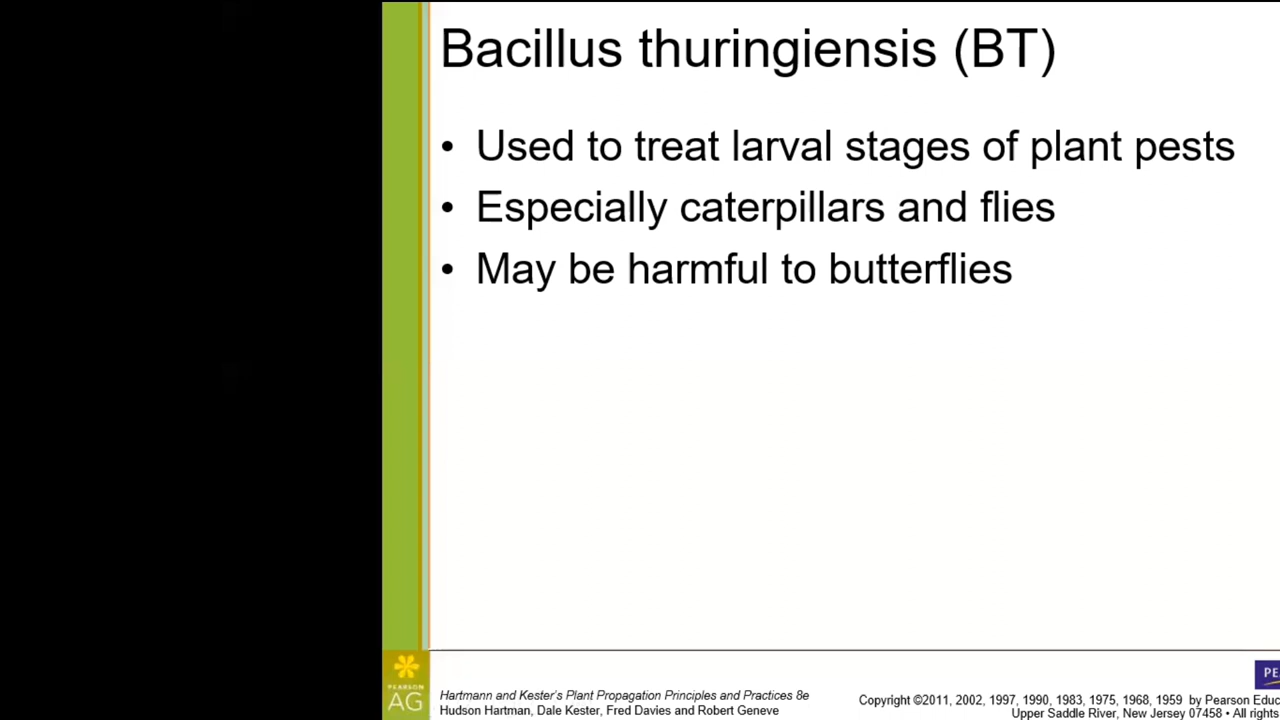 Bacillus thuringiensis (BT)
• Used to treat larval stages of plant pests
• Especially caterpillars and flies
• May be harmful to butterflies
PEARSON
AG
Hartmann and Kester's Plant Propagation Principles and Practices 8e
Hudson Hartman, Dale Kester, Fred Davies and Robert Geneve
PE
Copyright ©2011, 2002, 1997, 1990, 1983, 1975, 1968, 1959 by Pearson Educ
Upper Saddle River, New Jersey 07458 • All rights